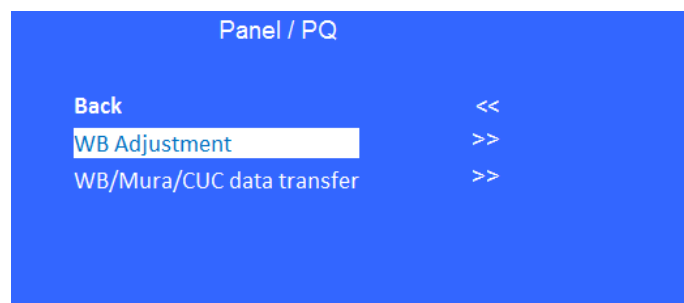 Panel / PQ
Back <<
WB Adjustment >>
WB/Mura/CUC data transfer >>